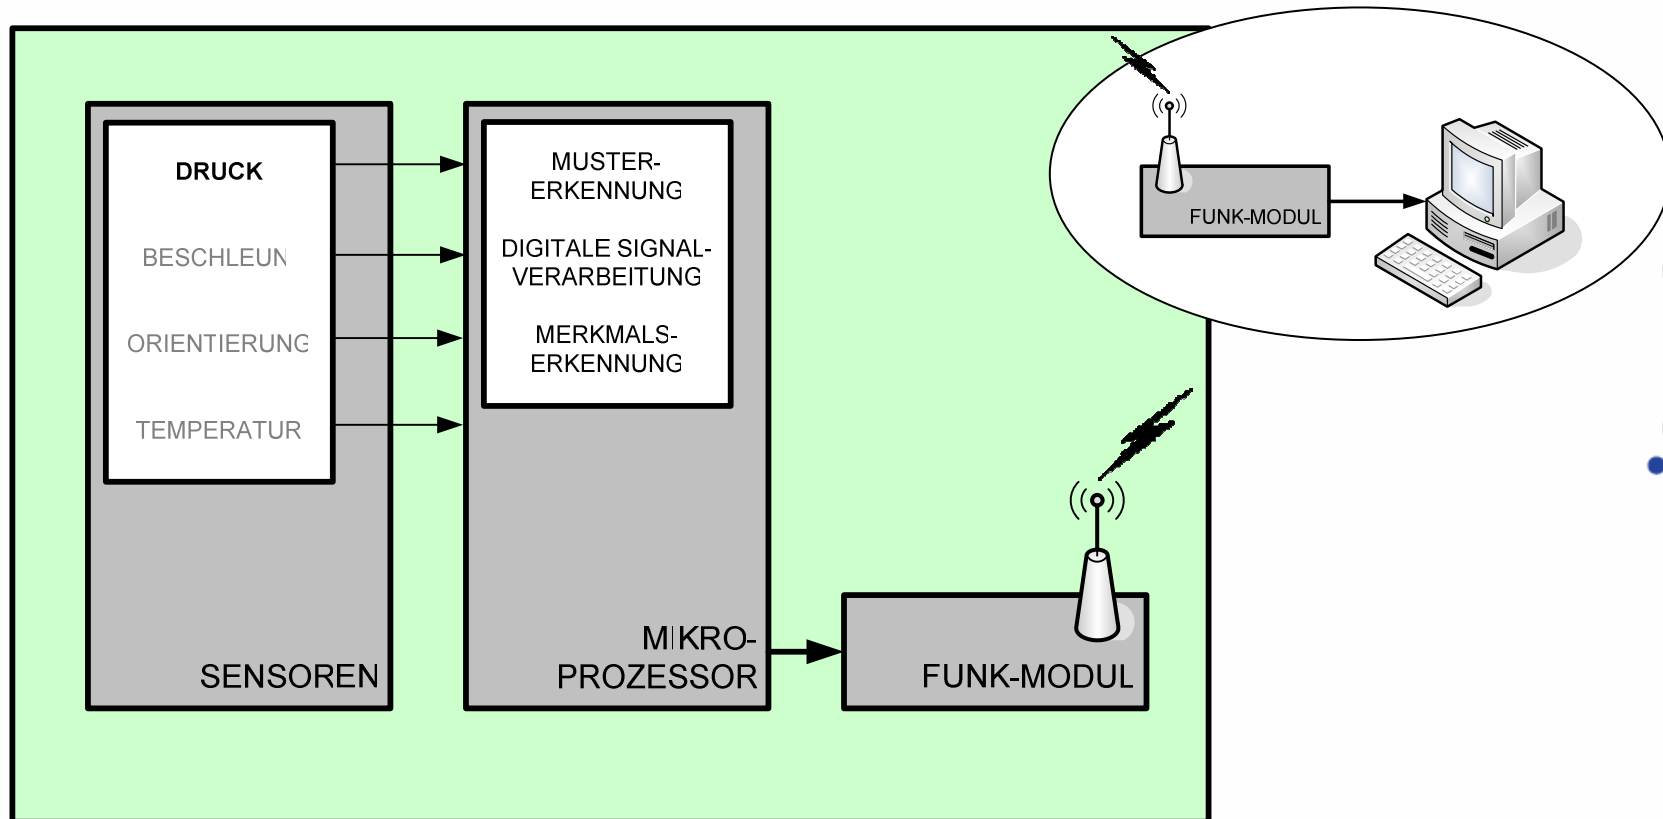 DRUCK
BESCHLEUN
ORIENTIERUNG
TEMPERATUR
SENSOREN
MUSTER-
ERKENNUNG
DIGITALE SIGNAL-
VERARBEITUNG
MERKMALS-
ERKENNUNG
MIKRO-
PROZESSOR
FUNK-MODUL
FUNK-MODUL